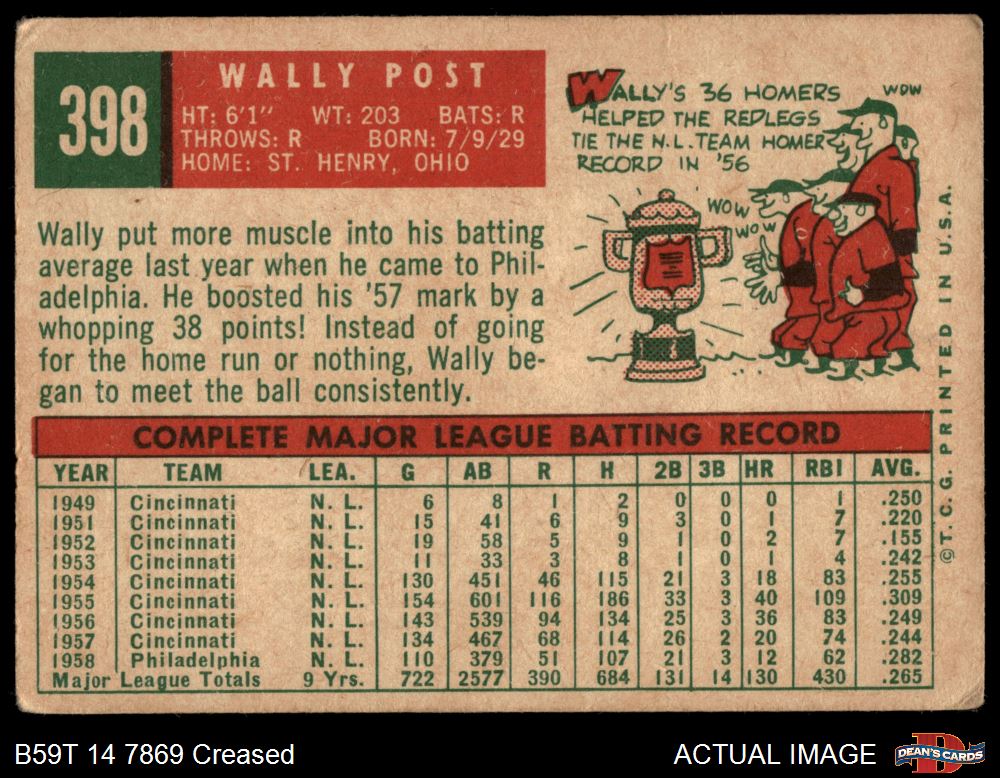 398
WALLY POST
HT: 6'1" WT: 203 BATS: R
THROWS: R BORN: 7/9/29
HOME: ST. HENRY, OHIO
WALLY'S 36 HOMERS
HELPED THE REDLEGS
TIE THE N.L. TEAM HOMER
RECORD IN '56
WOW
WOW
WOW
Wally put more muscle into his batting
average last year when he came to Phil-
adelphia. He boosted his '57 mark by a
whopping 38 points! Instead of going
for the home run or nothing, Wally be-
gan to meet the ball consistently.
COMPLETE MAJOR LEAGUE BATTING RECORD
YEAR TEAM LEA. G AB R H 2B 3B HR RBI AVG.
1949 Cincinnati N. L. 6 8 1 2 0 0 0 1 .250
1951 Cincinnati N. L. 15 41 6 9 3 0 1 7 .220
1952 Cincinnati N. L. 19 58 5 9 1 0 2 7 .155
1953 Cincinnati N. L. 11 33 3 8 1 0 1 4 .242
1954 Cincinnati N. L. 130 451 46 115 21 3 18 83 .255
1955 Cincinnati N. L. 154 601 116 186 33 3 40 109 .309
1956 Cincinnati N. L. 143 539 94 134 25 3 36 83 .249
1957 Cincinnati N. L. 134 467 68 114 26 2 20 74 .244
1958 Philadelphia N. L. 110 379 51 107 21 3 12 62 .282
Major League Totals 9 Yrs. 722 2577 390 684 131 14 130 430 .265
©T. C. G. PRINTED IN U.S.A.
B59T 14 7869 Creased
ACTUAL IMAGE
DEAN'S CARDS